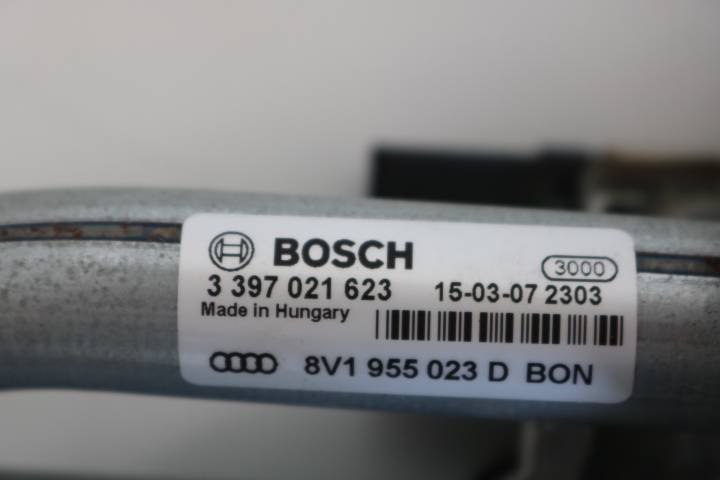 BOSCH
3000
3 397 021 623 15-03-07 2303
Made in Hungary
8V1 955 023 D BON